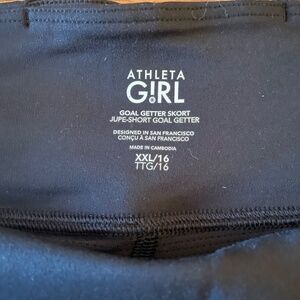 ATHLETA
G!RL
GOAL GETTER SKORT
JUPE-SHORT GOAL GETTER
DESIGNED IN SAN FRANCISCO
CONÇU À SAN FRANCISCO
MADE IN CAMBODIA
XXL/16
TTG/16